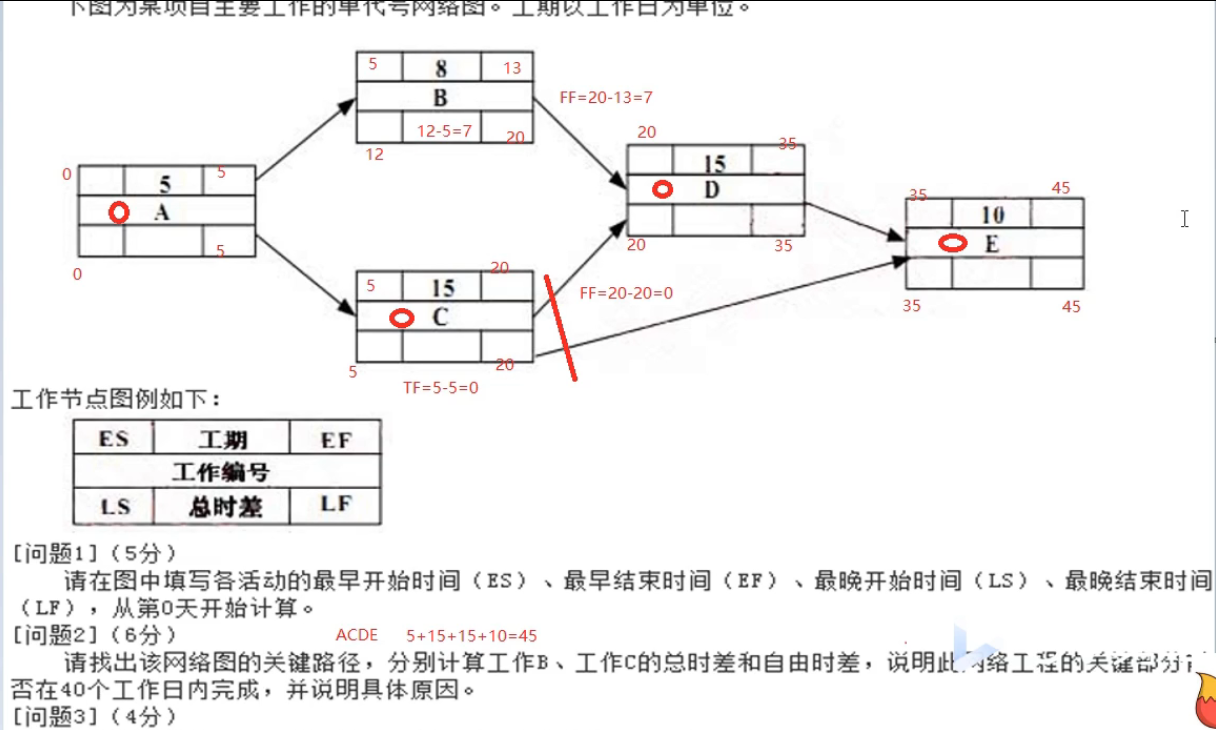 下图为某项目主要工作的单代号网络图。工期以工作日为单位。
5 8 13
B
12-5=7 20
12
FF=20-13=7
0 5 5
A
5
0
20 35
15
D
20 35
35 45
10
E
35 45
5 15 20
C
20
5
TF=5-5=0
FF=20-20=0
工作节点图例如下：
ES 工期 EF
工作编号
LS 总时差 LF
[问题1]（5分）
请在图中填写各活动的最早开始时间（ES）、最早结束时间（EF）、最晚开始时间（LS）、最晚结束时间
（LF），从第0天开始计算。
[问题2]（6分） ACDE 5+15+15+10=45
请找出该网络图的关键路径，分别计算工作B、工作C的总时差和自由时差，说明此网络工程的关键部分
否在40个工作日内完成，并说明具体原因。
[问题3]（4分）